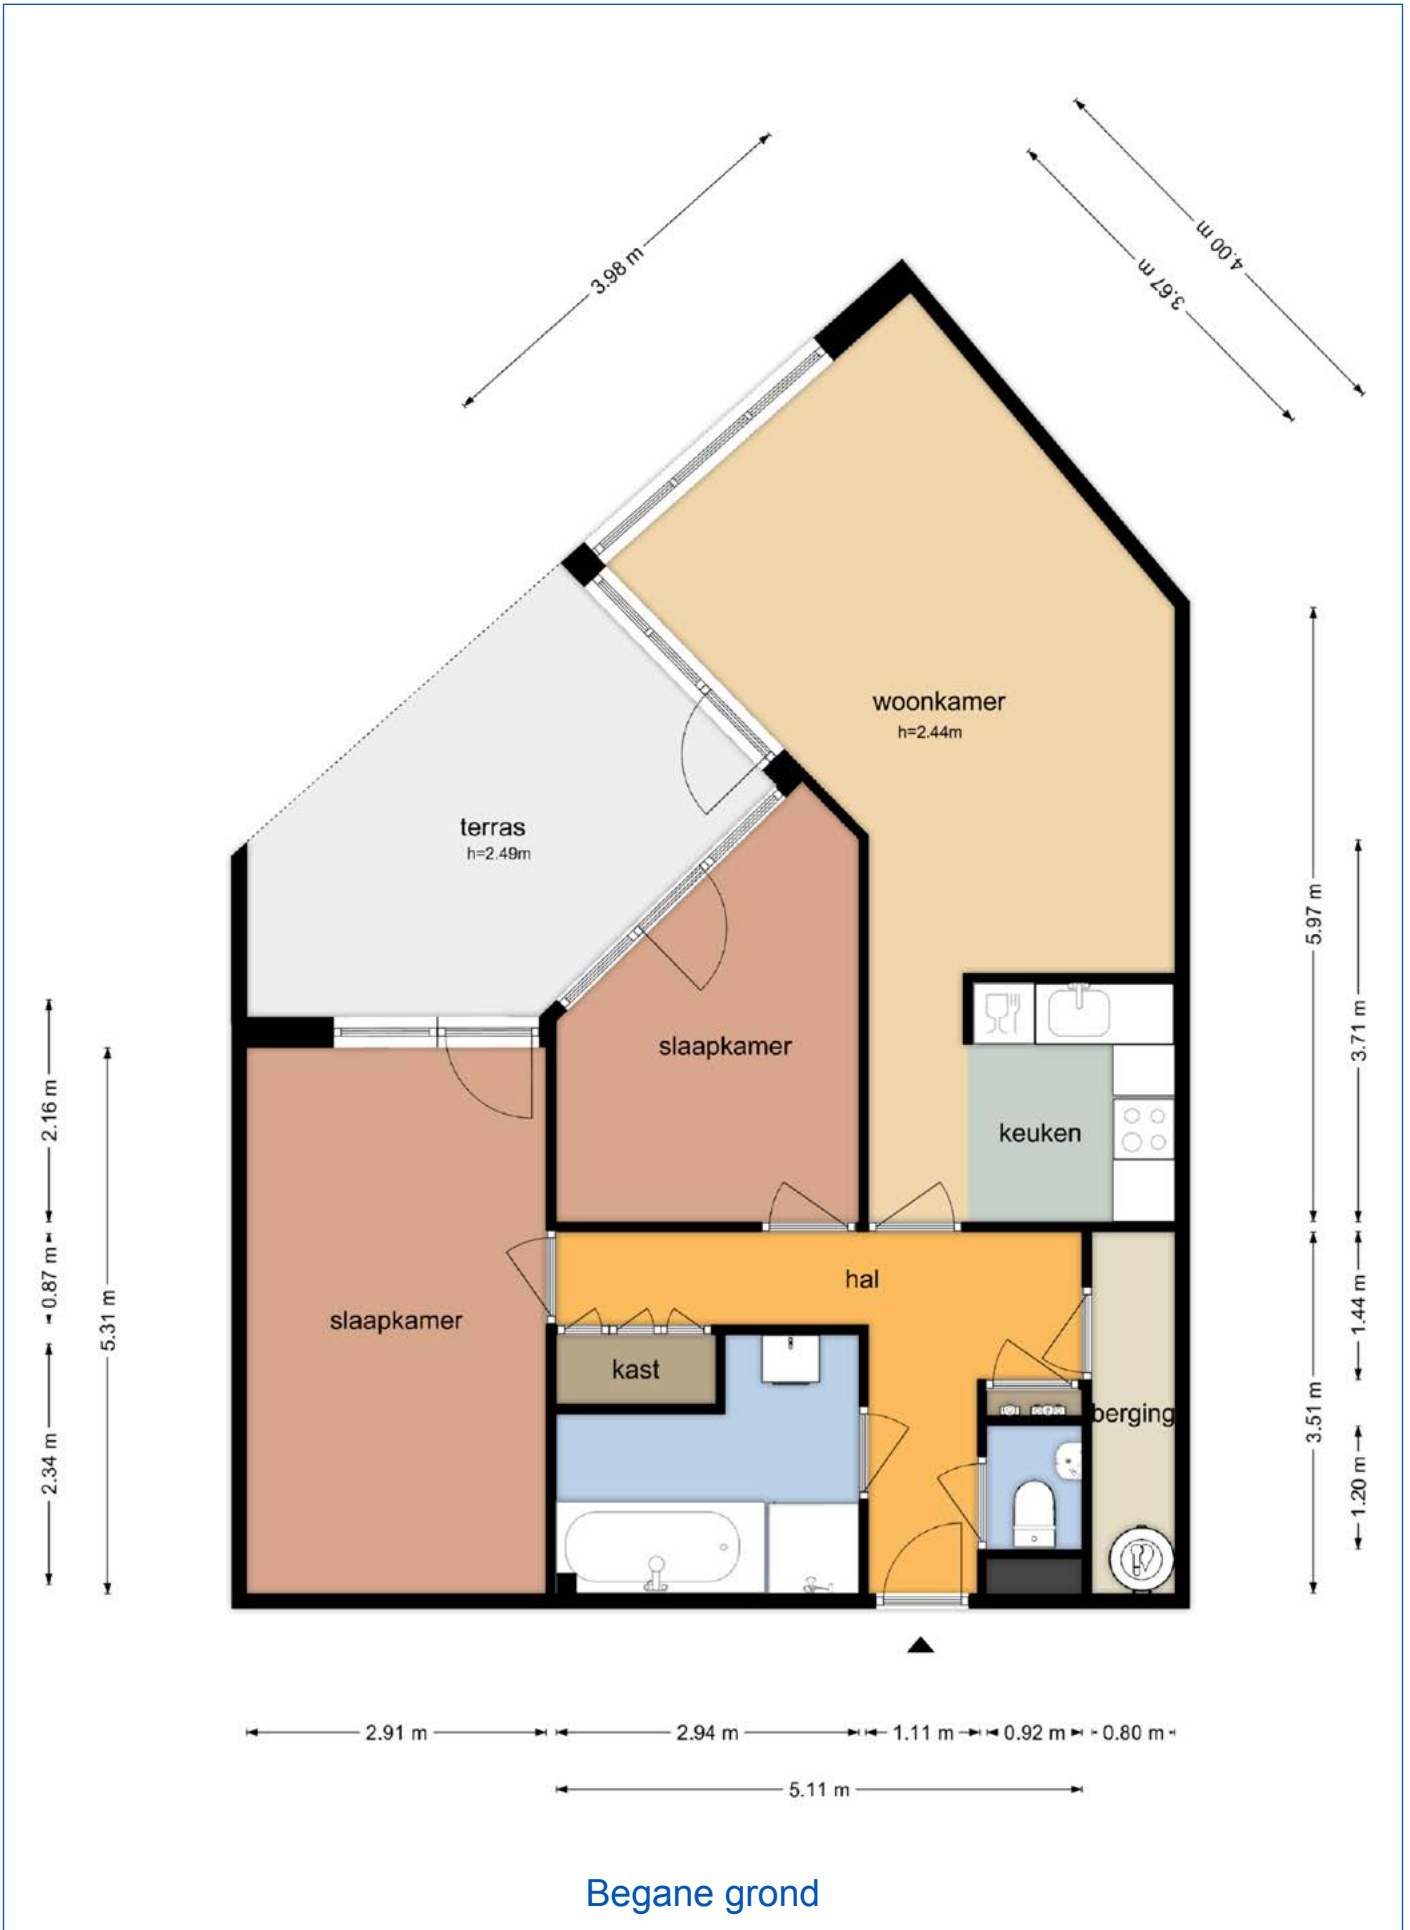 3.98 m
4.00 m
3.67 m
woonkamer
h=2.44m
terras
h=2.49m
slaapkamer
keuken
hal
slaapkamer
kast
berging
2.16 m
0.87 m
2.34 m
5.31 m
5.97 m
3.71 m
1.44 m
3.51 m
1.20 m
2.91 m
2.94 m
1.11 m
0.92 m
0.80 m
5.11 m
Begane grond